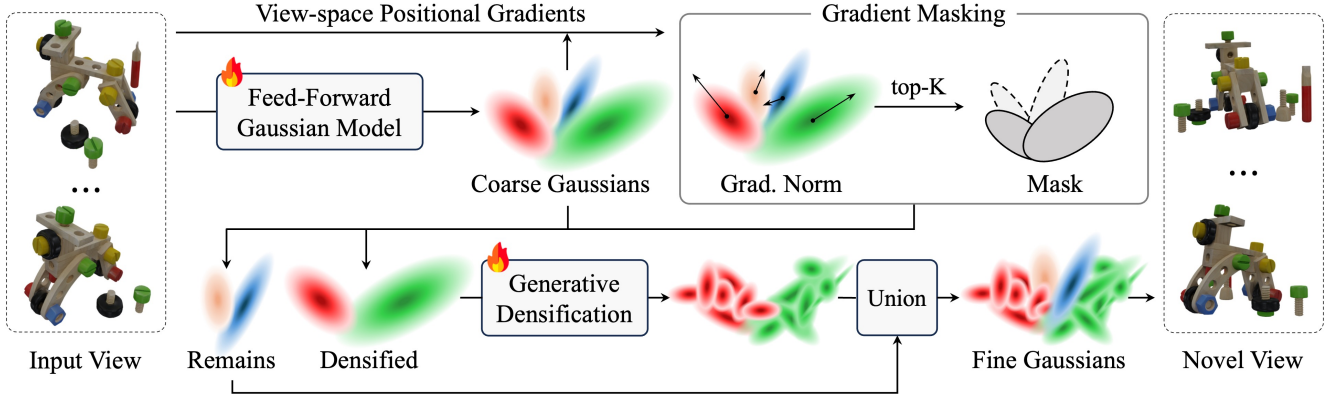 View-space Positional Gradients
Gradient Masking
Feed-Forward
Gaussian Model
top-K
Coarse Gaussians
Grad. Norm
Mask
Generative
Densification
Union
Input View
Remains
Densified
Fine Gaussians
Novel View